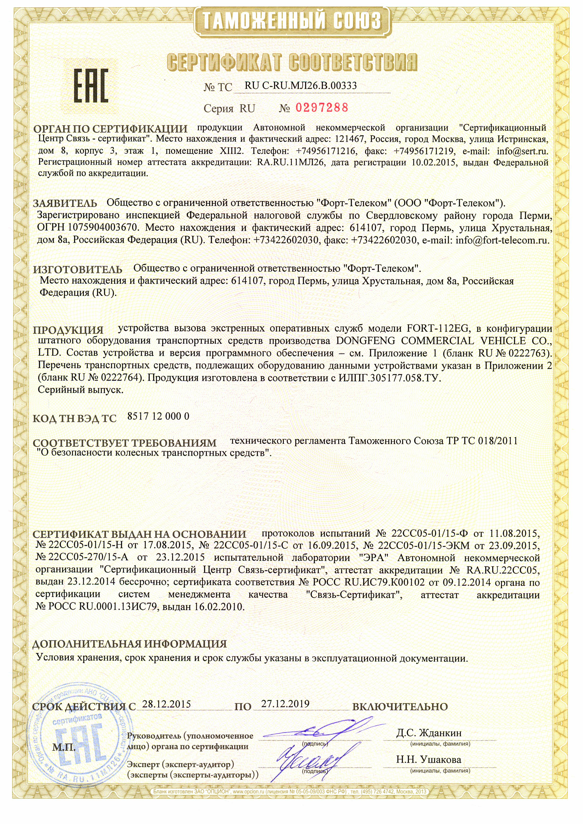 ТАМОЖЕННЫЙ СОЮЗ
СЕРТИФИКАТ СООТВЕТСТВИЯ
ЕАС
№ ТС RU C-RU.МЛ26.В.00333
Серия RU № 0297288
ОРГАН ПО СЕРТИФИКАЦИИ продукции Автономной некоммерческой организации "Сертификационный
Центр Связь - сертификат". Место нахождения и фактический адрес: 121467, Россия, город Москва, улица Истринская,
дом 8, корпус 3, этаж 1, помещение XIII2. Телефон: +74956171216, факс: +74956171219, e-mail: info@sert.ru.
Регистрационный номер аттестата аккредитации: RA.RU.11МЛ26, дата регистрации 10.02.2015, выдан Федеральной
службой по аккредитации.
ЗАЯВИТЕЛЬ Общество с ограниченной ответственностью "Форт-Телеком" (ООО "Форт-Телеком").
Зарегистрировано инспекцией Федеральной налоговой службы по Свердловскому району города Перми,
ОГРН 1075904003670. Место нахождения и фактический адрес: 614107, город Пермь, улица Хрустальная,
дом 8а, Российская Федерация (RU). Телефон: +73422602030, факс: +73422602030, e-mail: info@fort-telecom.ru.
ИЗГОТОВИТЕЛЬ Общество с ограниченной ответственностью "Форт-Телеком".
Место нахождения и фактический адрес: 614107, город Пермь, улица Хрустальная, дом 8а, Российская
Федерация (RU).
ПРОДУКЦИЯ устройства вызова экстренных оперативных служб модели FORT-112EG, в конфигурации
штатного оборудования транспортных средств производства DONGFENG COMMERCIAL VEHICLE CO.,
LTD. Состав устройства и версия программного обеспечения – см. Приложение 1 (бланк RU № 0222763).
Перечень транспортных средств, подлежащих оборудованию данными устройствами указан в Приложении 2
(бланк RU № 0222764). Продукция изготовлена в соответствии с ИЛПГ.305177.058.ТУ.
Серийный выпуск.
КОД ТН ВЭД ТС 8517 12 000 0
СООТВЕТСТВУЕТ ТРЕБОВАНИЯМ технического регламента Таможенного Союза ТР ТС 018/2011
"О безопасности колесных транспортных средств".
СЕРТИФИКАТ ВЫДАН НА ОСНОВАНИИ протоколов испытаний № 22СС05-01/15-Ф от 11.08.2015,
№ 22СС05-01/15-Н от 17.08.2015, № 22СС05-01/15-С от 16.09.2015, № 22СС05-01/15-ЭКМ от 23.09.2015,
№ 22СС05-270/15-А от 23.12.2015 испытательной лаборатории "ЭРА" Автономной некоммерческой
организации "Сертификационный Центр Связь-сертификат", аттестат аккредитации № RA.RU.22СС05,
выдан 23.12.2014 бессрочно; сертификата соответствия № РОСС RU.ИС79.К00102 от 09.12.2014 органа по
сертификации систем менеджмента качества "Связь-Сертификат", аттестат аккредитации
№ РОСС RU.0001.13ИС79, выдан 16.02.2010.
ДОПОЛНИТЕЛЬНАЯ ИНФОРМАЦИЯ
Условия хранения, срок хранения и срок службы указаны в эксплуатационной документации.
СРОК ДЕЙСТВИЯ С 28.12.2015 ПО 27.12.2019 ВКЛЮЧИТЕЛЬНО
М.П.
Руководитель (уполномоченное
лицо) органа по сертификации
(подпись)
Д.С. Жданкин
(инициалы, фамилия)
Эксперт (эксперт-аудитор)
(эксперты (эксперты-аудиторы))
(подпись)
Н.Н. Ушакова
(инициалы, фамилия)
сертификатов
ЕАС
RA.RU.11МЛ26